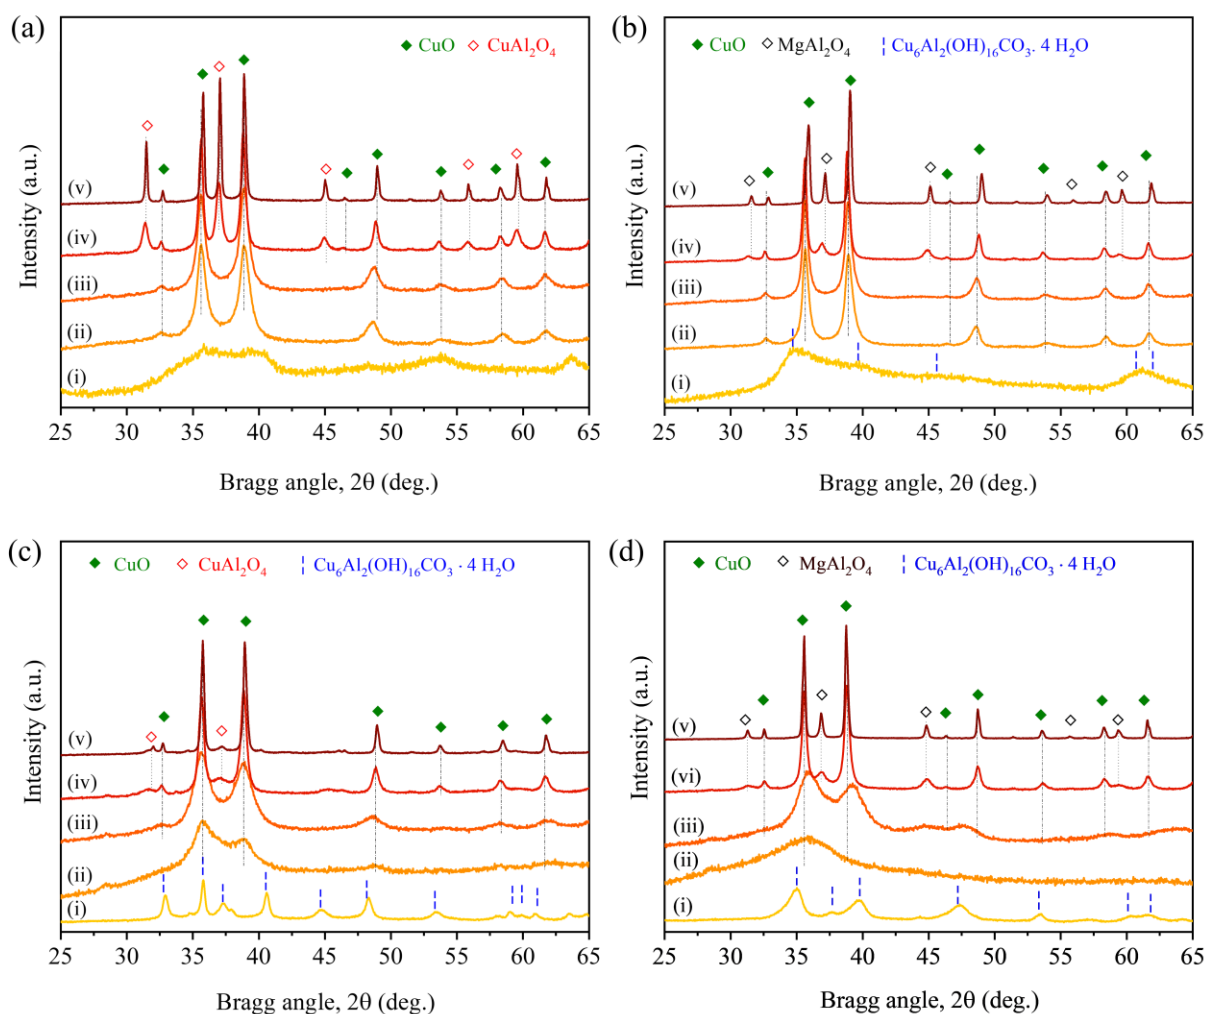 (a)
CuO CuAl₂O₄
(v)
(iv)
(iii)
(ii)
(i)
Intensity (a.u.)
25 30 35 40 45 50 55 60 65
Bragg angle, 2θ (deg.)
(b)
CuO MgAl₂O₄ Cu₆Al₂(OH)₁₆CO₃. 4 H₂O
(v)
(iv)
(iii)
(ii)
(i)
Intensity (a.u.)
25 30 35 40 45 50 55 60 65
Bragg angle, 2θ (deg.)
(c)
CuO CuAl₂O₄ Cu₆Al₂(OH)₁₆CO₃ · 4 H₂O
(v)
(iv)
(iii)
(ii)
(i)
Intensity (a.u.)
25 30 35 40 45 50 55 60 65
Bragg angle, 2θ (deg.)
(d)
CuO MgAl₂O₄ Cu₆Al₂(OH)₁₆CO₃ · 4 H₂O
(v)
(vi)
(iii)
(ii)
(i)
Intensity (a.u.)
25 30 35 40 45 50 55 60 65
Bragg angle, 2θ (deg.)